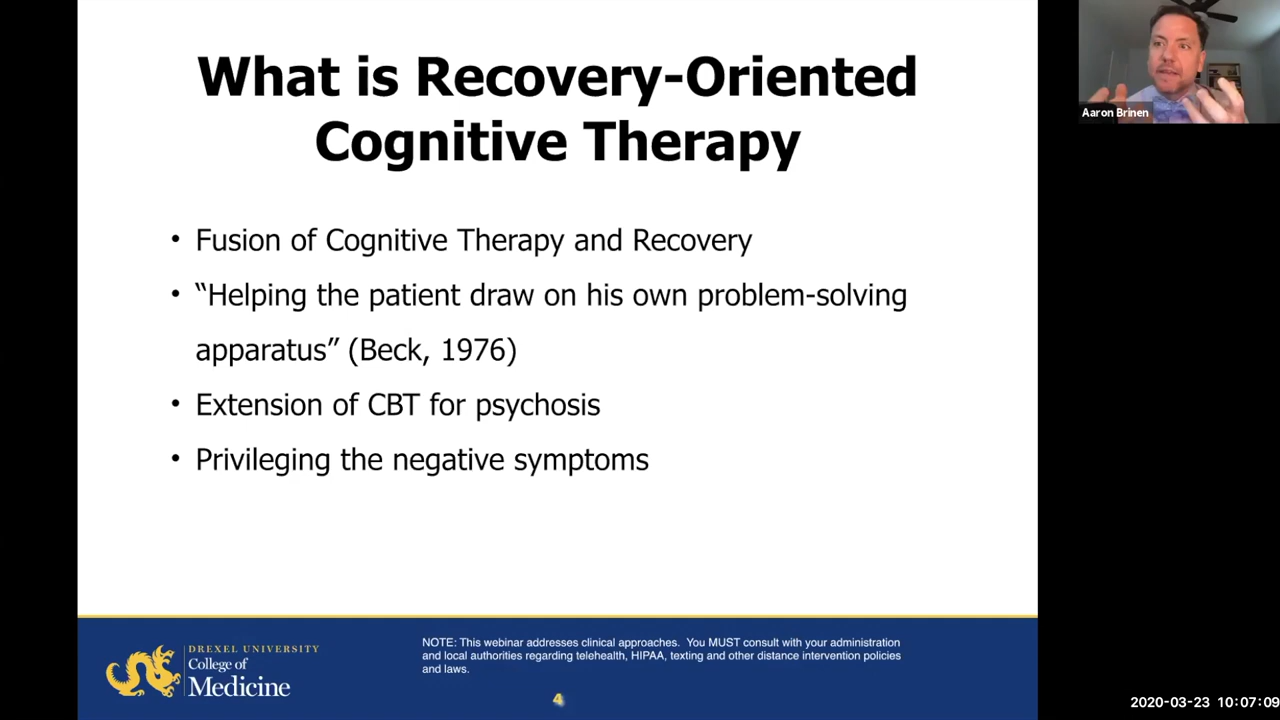 What is Recovery-Oriented
Cognitive Therapy
• Fusion of Cognitive Therapy and Recovery
• “Helping the patient draw on his own problem-solving
apparatus” (Beck, 1976)
• Extension of CBT for psychosis
• Privileging the negative symptoms
DREXEL UNIVERSITY
College of
Medicine
NOTE: This webinar addresses clinical approaches. You MUST consult with your administration
and local authorities regarding telehealth, HIPAA, texting and other distance intervention policies
and laws.
4
Aaron Brinen
2020-03-23 10:07:09